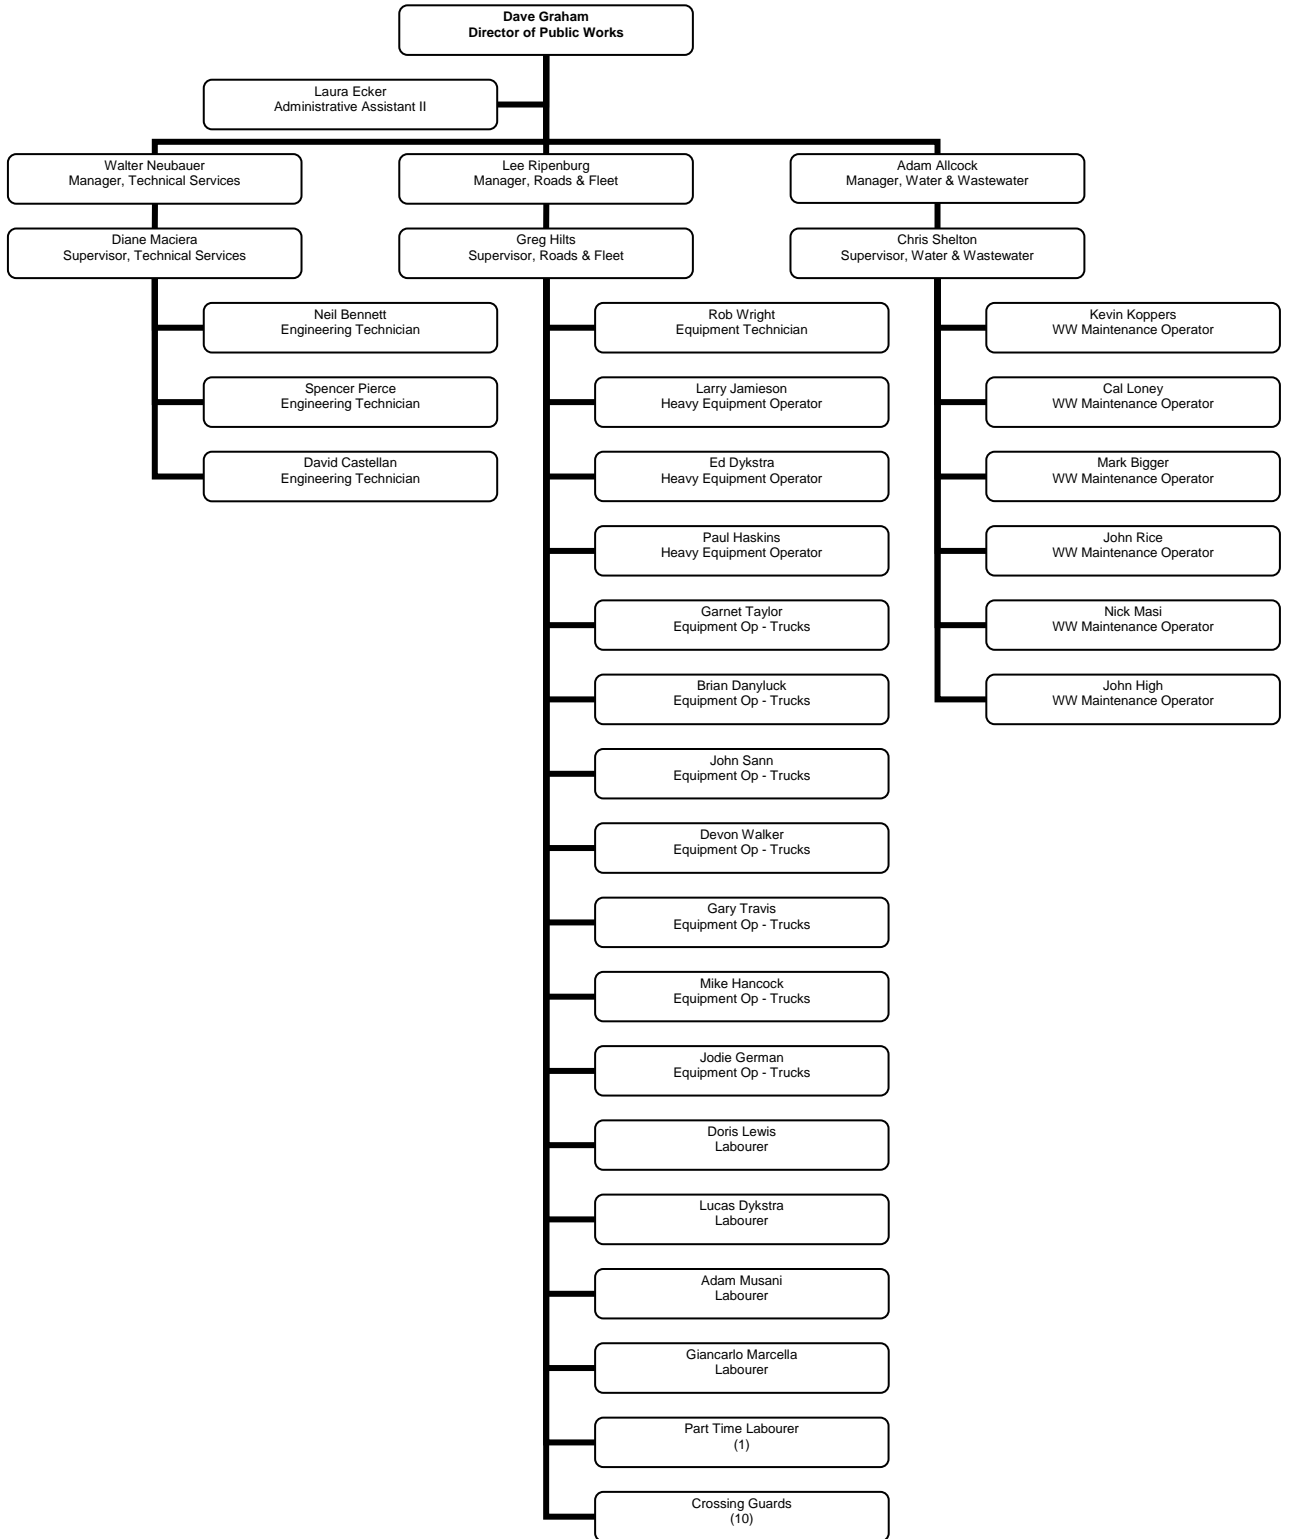 Dave Graham
Director of Public Works
Laura Ecker
Administrative Assistant II
Walter Neubauer
Manager, Technical Services
Lee Ripenburg
Manager, Roads & Fleet
Adam Allcock
Manager, Water & Wastewater
Diane Maciera
Supervisor, Technical Services
Greg Hilts
Supervisor, Roads & Fleet
Chris Shelton
Supervisor, Water & Wastewater
Neil Bennett
Engineering Technician
Spencer Pierce
Engineering Technician
David Castellan
Engineering Technician
Rob Wright
Equipment Technician
Larry Jamieson
Heavy Equipment Operator
Ed Dykstra
Heavy Equipment Operator
Paul Haskins
Heavy Equipment Operator
Garnet Taylor
Equipment Op - Trucks
Brian Danyluck
Equipment Op - Trucks
John Sann
Equipment Op - Trucks
Devon Walker
Equipment Op - Trucks
Gary Travis
Equipment Op - Trucks
Mike Hancock
Equipment Op - Trucks
Jodie German
Equipment Op - Trucks
Doris Lewis
Labourer
Lucas Dykstra
Labourer
Adam Musani
Labourer
Giancarlo Marcella
Labourer
Part Time Labourer
(1)
Crossing Guards
(10)
Kevin Koppers
WW Maintenance Operator
Cal Loney
WW Maintenance Operator
Mark Bigger
WW Maintenance Operator
John Rice
WW Maintenance Operator
Nick Masi
WW Maintenance Operator
John High
WW Maintenance Operator